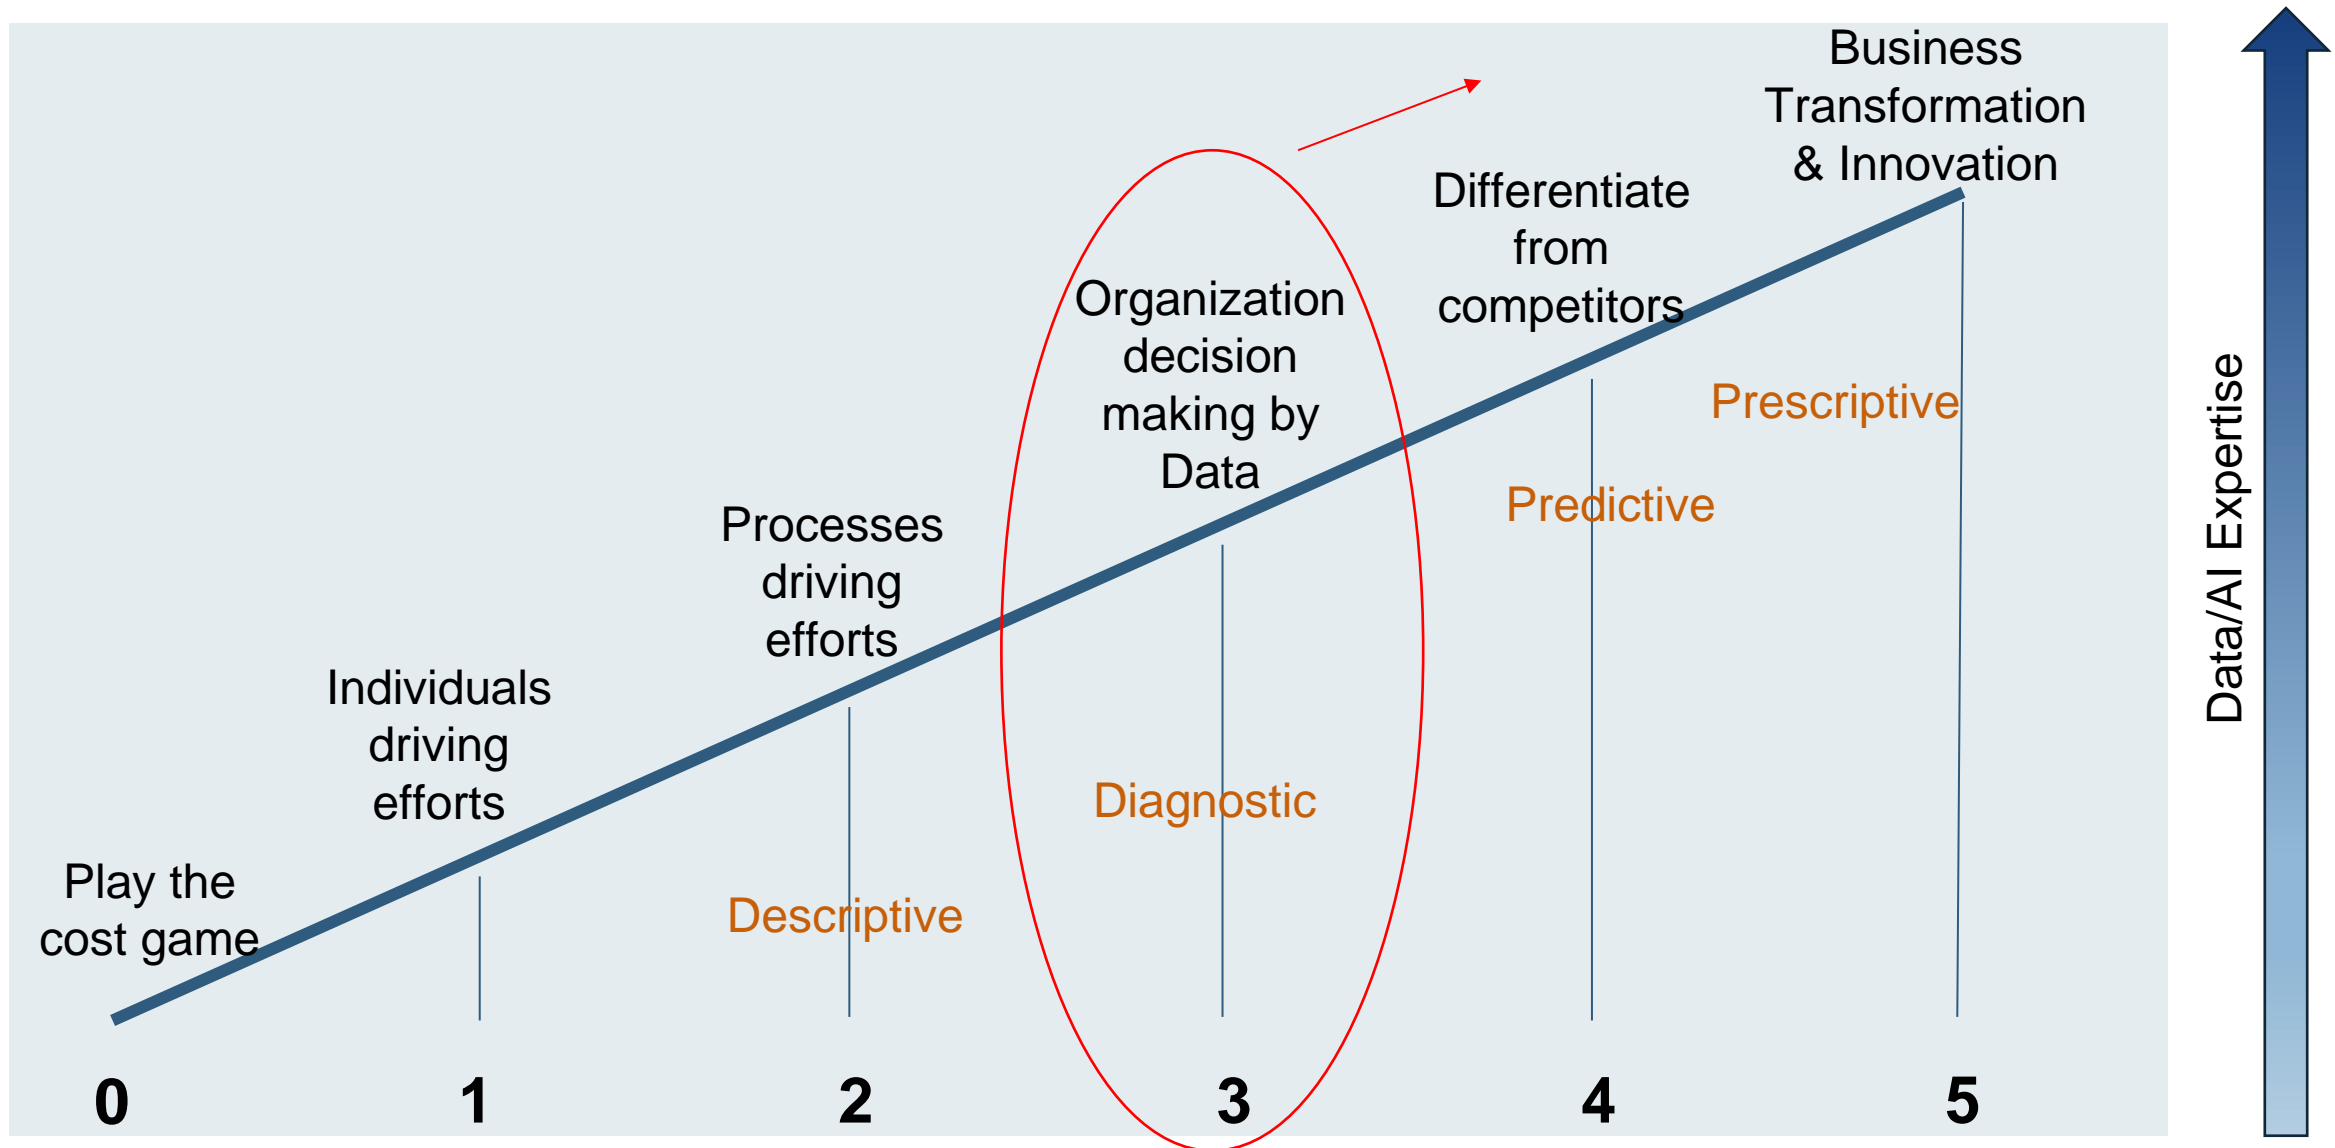 Business
Transformation
& Innovation
Differentiate
from
competitors
Organization
decision
making by
Data
Processes
driving
efforts
Individuals
driving
efforts
Play the
cost game
Prescriptive
Predictive
Diagnostic
Descriptive
0 1 2 3 4 5
Data/AI Expertise